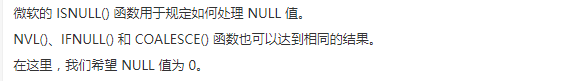 微软的 ISNULL() 函数用于规定如何处理 NULL 值。
NVL()、IFNULL() 和 COALESCE() 函数也可以达到相同的结果。
在这里，我们希望 NULL 值为 0。